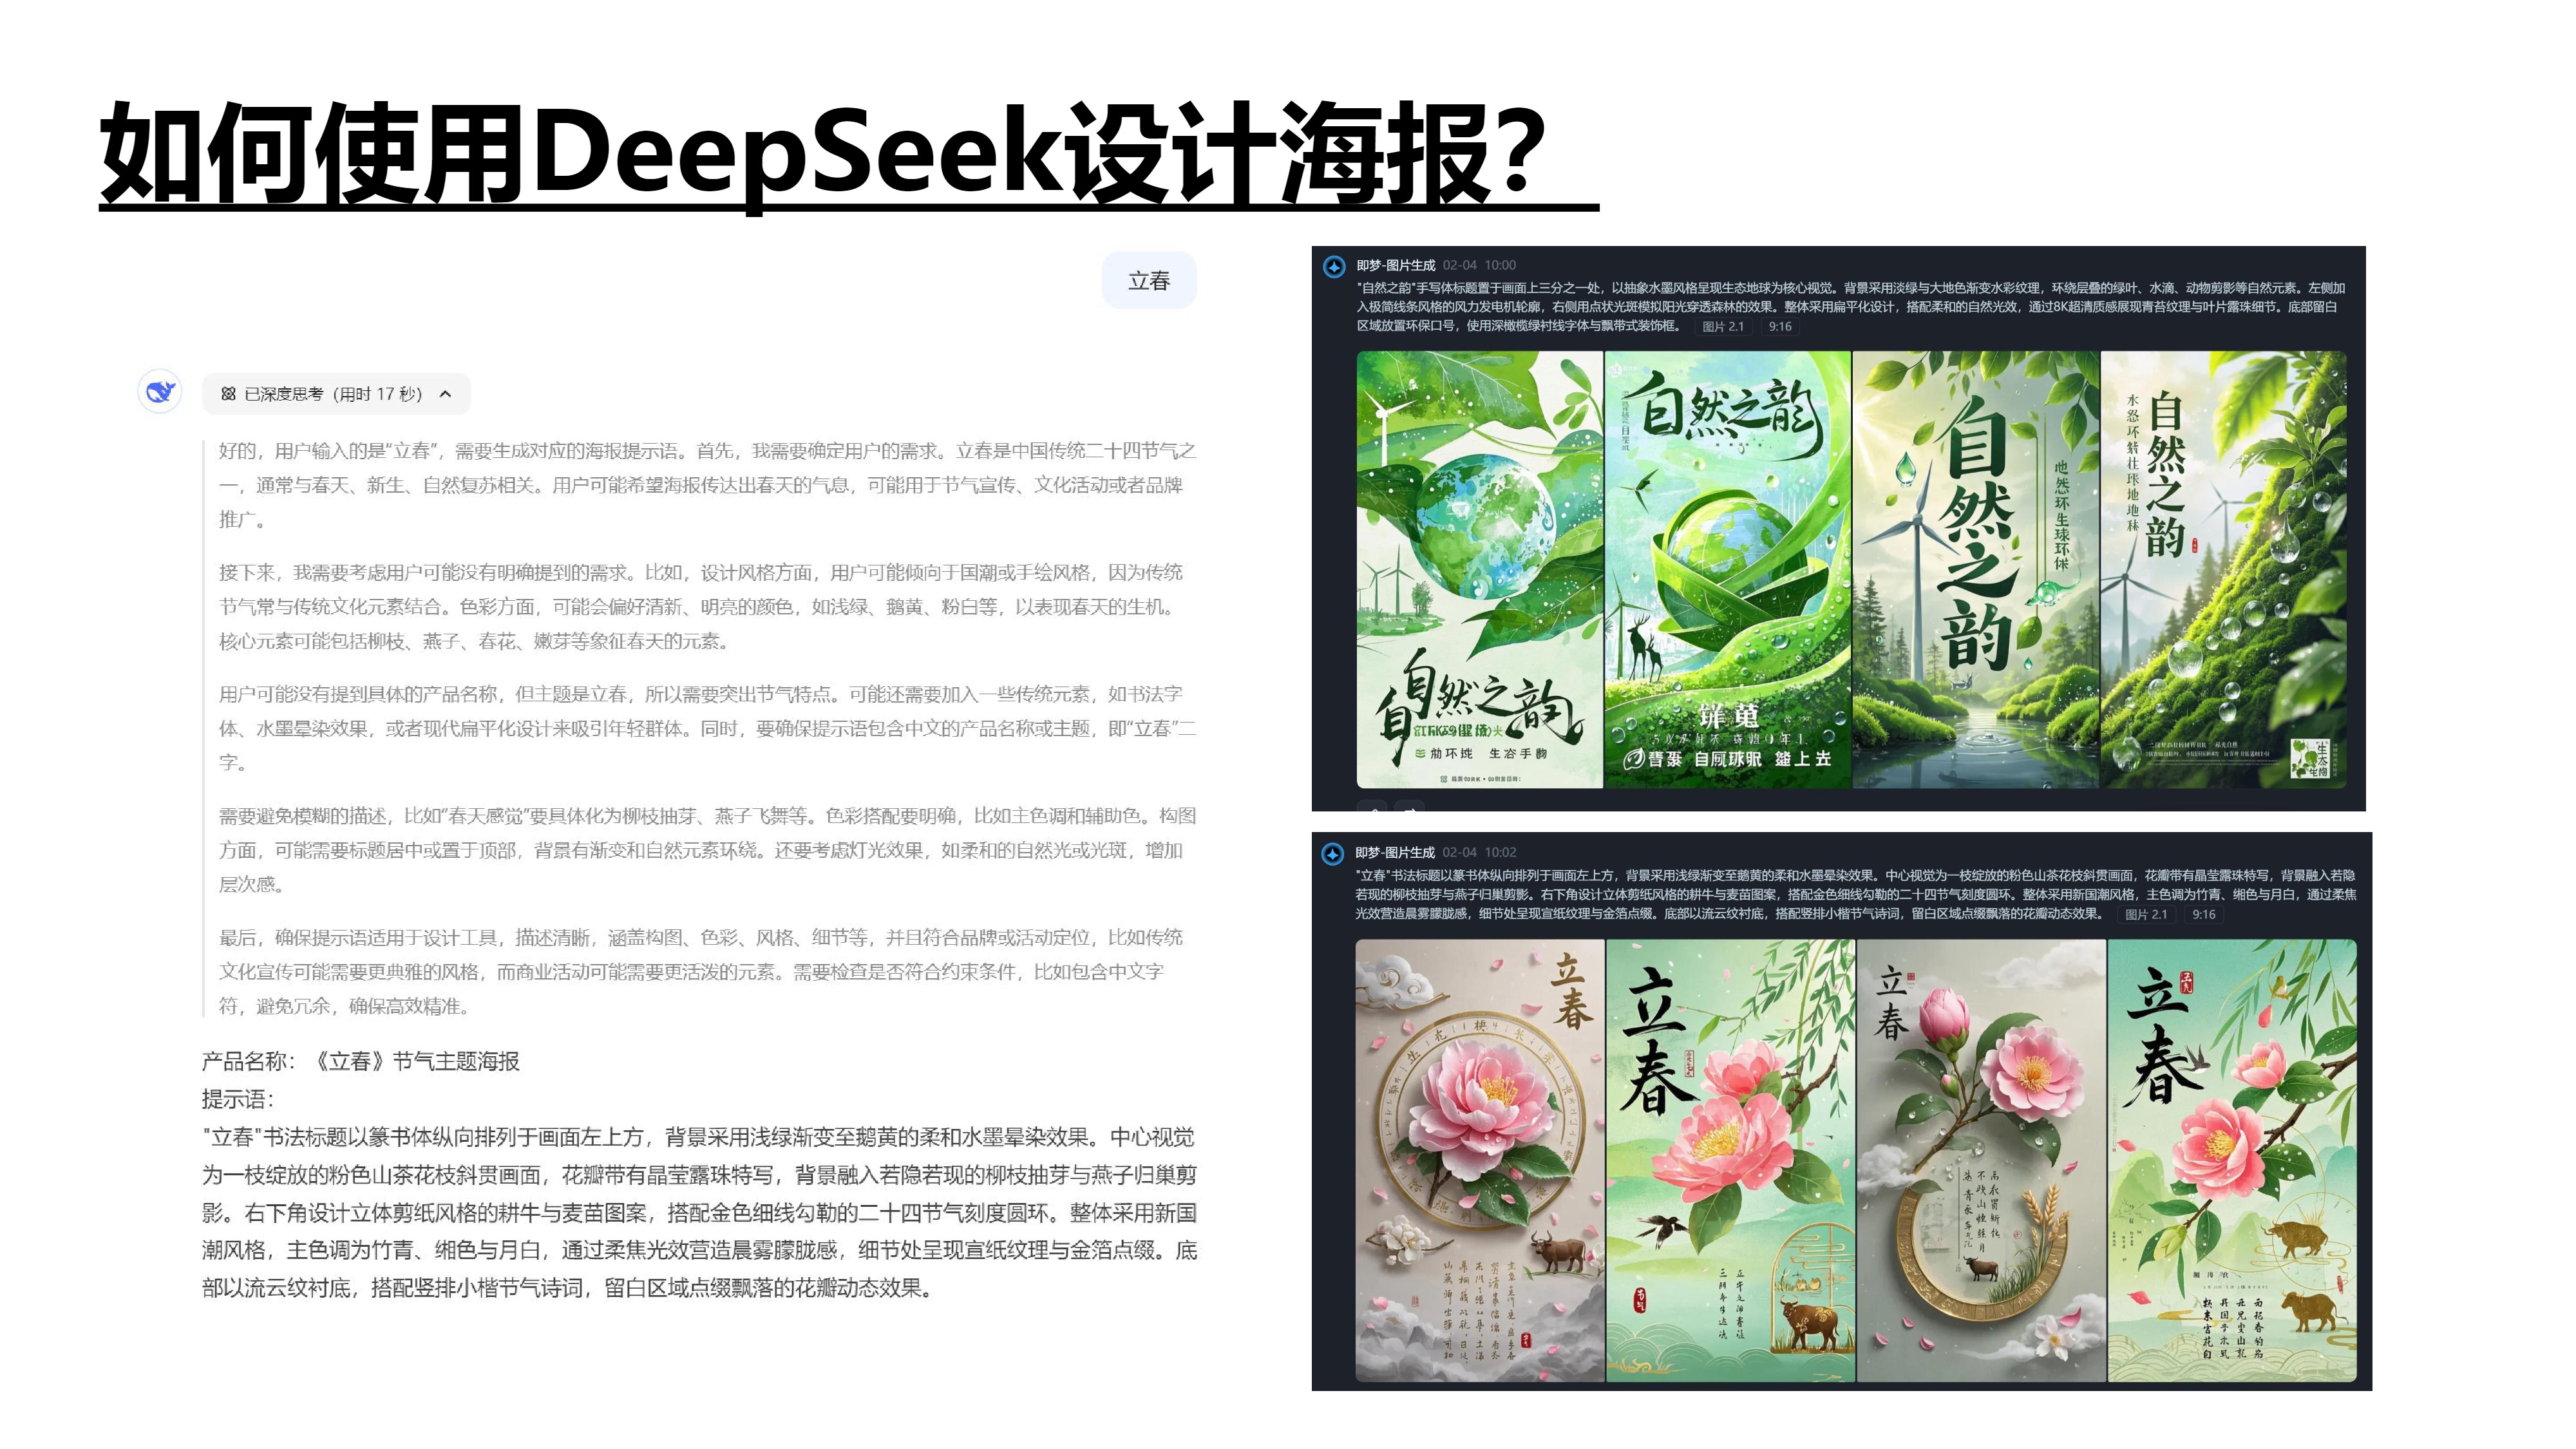 如何使用DeepSeek设计海报？
立春
已深度思考（用时 17 秒）
好的，用户输入的是“立春”，需要生成对应的海报提示语。首先，我需要确定用户的需求。立春是中国传统二十四节气之
一，通常与春天、新生、自然复苏相关。用户可能希望海报传达出春天的气息，可能用于节气宣传、文化活动或者品牌
推广。
接下来，我需要考虑用户可能没有明确提到的需求。比如，设计风格方面，用户可能倾向于国潮或手绘风格，因为传统
节气常与传统文化元素结合。色彩方面，可能会偏好清新、明亮的颜色，如浅绿、鹅黄、粉白等，以表现春天的生机。
核心元素可能包括柳枝、燕子、春花、嫩芽等象征春天的元素。
用户可能没有提到具体的产品名称，但主题是立春，所以需要突出节气特点。可能还需要加入一些传统元素，如书法字
体、水墨晕染效果，或者现代扁平化设计来吸引年轻群体。同时，要确保提示语包含中文的产品名称或主题，即“立春”二
字。
需要避免模糊的描述，比如“春天感觉”要具体化为柳枝抽芽、燕子飞舞等。色彩搭配要明确，比如主色调和辅助色。构图
方面，可能需要标题居中或置于顶部，背景有渐变和自然元素环绕。还要考虑灯光效果，如柔和的自然光或光斑，增加
层次感。
最后，确保提示语适用于设计工具，描述清晰，涵盖构图、色彩、风格、细节等，并且符合品牌或活动定位，比如传统
文化宣传可能需要更典雅的风格，而商业活动可能需要更活泼的元素。需要检查是否符合约束条件，比如包含中文字
符，避免冗余，确保高效精准。
产品名称：《立春》节气主题海报
提示语：
"立春"书法标题以篆书体纵向排列于画面左上方，背景采用浅绿渐变至鹅黄的柔和水墨晕染效果。中心视觉
为一枝绽放的粉色山茶花枝斜贯画面，花瓣带有晶莹露珠特写，背景融入若隐若现的柳枝抽芽与燕子归巢剪
影。右下角设计立体剪纸风格的耕牛与麦苗图案，搭配金色细线勾勒的二十四节气刻度圆环。整体采用新国
潮风格，主色调为竹青、缃色与月白，通过柔焦光效营造晨雾朦胧感，细节处呈现宣纸纹理与金箔点缀。底
部以流云纹衬底，搭配竖排小楷节气诗词，留白区域点缀飘落的花瓣动态效果。
即梦-图片生成 02-04 10:00
"自然之韵"手写体标题置于画面上三分之一处，以抽象水墨风格呈现生态地球为核心视觉。背景采用淡绿与大地色渐变水彩纹理，环绕层叠的绿叶、水滴、动物剪影等自然元素。左侧加
入极简线条风格的风力发电机轮廓，右侧用点状光斑模拟阳光穿透森林的效果。整体采用扁平化设计，搭配柔和的自然光效，通过8K超清质感展现青苔纹理与叶片露珠细节。底部留白
区域放置环保口号，使用深橄榄绿衬线字体与飘带式装饰框。 图片 2.1 9:16
自然之韵
自然之韵
自然之韵
自然之韵
即梦-图片生成 02-04 10:02
"立春"书法标题以篆书体纵向排列于画面左上方，背景采用浅绿渐变至鹅黄的柔和水墨晕染效果。中心视觉为一枝绽放的粉色山茶花枝斜贯画面，花瓣带有晶莹露珠特写，背景融入若隐
若现的柳枝抽芽与燕子归巢剪影。右下角设计立体剪纸风格的耕牛与麦苗图案，搭配金色细线勾勒的二十四节气刻度圆环。整体采用新国潮风格，主色调为竹青、缃色与月白，通过柔焦
光效营造晨雾朦胧感，细节处呈现宣纸纹理与金箔点缀。底部以流云纹衬底，搭配竖排小楷节气诗词，留白区域点缀飘落的花瓣动态效果。 图片 2.1 9:16
立春
立春
立春
立春